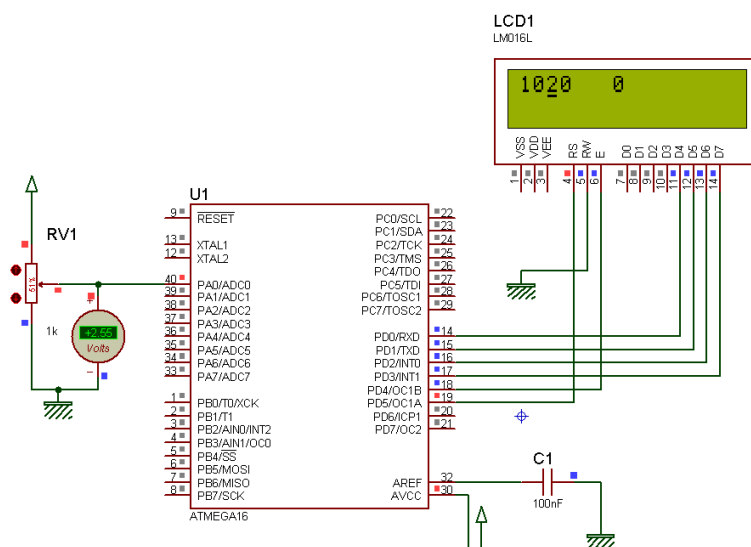 LCD1
LM016L
1020 0
VSS
VDD
VEE
RS
RW
E
D0
D1
D2
D3
D4
D5
D6
D7
1
2
3
4
5
6
7
8
9
10
11
12
13
14
U1
9 RESET
13 XTAL1
12 XTAL2
40 PA0/ADC0
39 PA1/ADC1
38 PA2/ADC2
37 PA3/ADC3
36 PA4/ADC4
35 PA5/ADC5
34 PA6/ADC6
33 PA7/ADC7
1 PB0/T0/XCK
2 PB1/T1
3 PB2/AIN0/INT2
4 PB3/AIN1/OC0
5 PB4/SS
6 PB5/MOSI
7 PB6/MISO
8 PB7/SCK
PC0/SCL 22
PC1/SDA 23
PC2/TCK 24
PC3/TMS 25
PC4/TDO 26
PC5/TDI 27
PC6/TOSC1 28
PC7/TOSC2 29
PD0/RXD 14
PD1/TXD 15
PD2/INT0 16
PD3/INT1 17
PD4/OC1B 18
PD5/OC1A 19
PD6/ICP1 20
PD7/OC2 21
AREF 32
AVCC 30
ATMEGA16
RV1
51%
1k
+2.55
Volts
C1
100nF